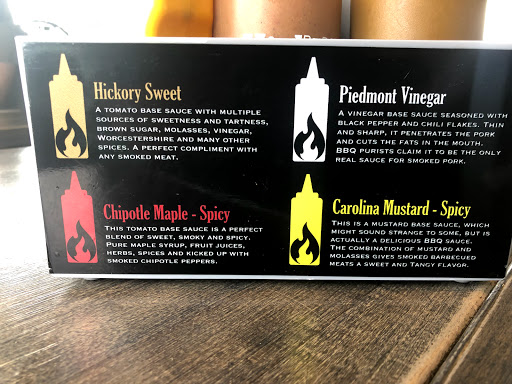 Hickory Sweet
A tomato base sauce with multiple
sources of sweetness and tartness,
brown sugar, molasses, vinegar,
Worcestershire and many other
spices. A perfect compliment with
any smoked meat.
Piedmont Vinegar
A vinegar base sauce seasoned with
black pepper and chili flakes. Thin
and sharp, it penetrates the pork
and cuts the fats in the mouth.
BBQ purists claim it to be the only
real sauce for smoked pork.
Chipotle Maple - Spicy
This tomato base sauce is a perfect
blend of sweet, smoky and spicy.
Pure maple syrup, fruit juices,
herbs, spices and kicked up with
smoked chipotle peppers.
Carolina Mustard - Spicy
This is a mustard base sauce, which
might sound strange to some, but is
actually a delicious BBQ sauce.
The combination of mustard and
molasses gives smoked barbecued
meats a sweet and Tangy flavor.